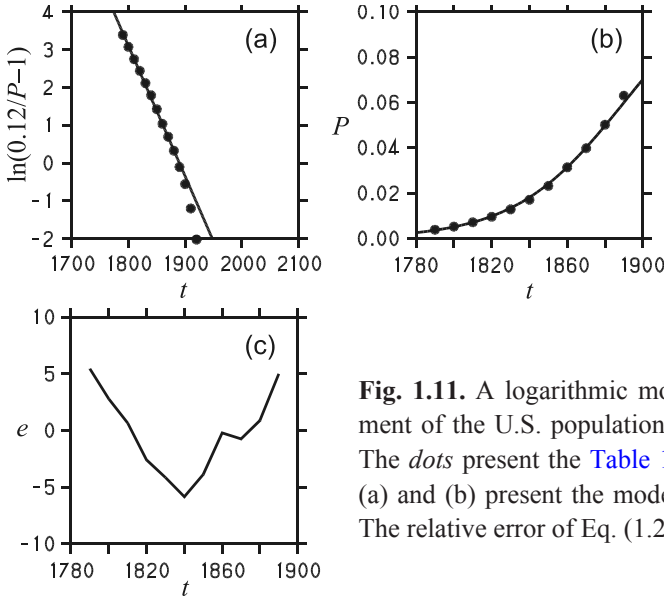 4
3
2
1
0
-1
-2
ln(0.12/P−1)
(a)
1700 1800 1900 2000 2100
t
0.10
0.08
0.06
0.04
0.02
0.00
P
(b)
1780 1820 1860 1900
t
10
5
0
-5
-10
e
(c)
1780 1820 1860 1900
t
Fig. 1.11. A logarithmic mo
ment of the U.S. population
The dots present the Table 1
(a) and (b) present the mode
The relative error of Eq. (1.2